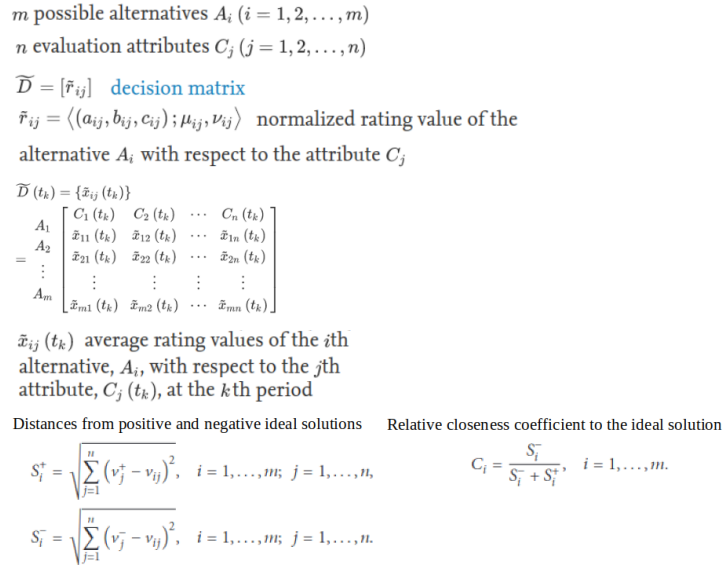 m possible alternatives A_i (i = 1, 2, . . . , m)
n evaluation attributes C_j (j = 1, 2, . . . , n)
D̃ = [r̃_ij] decision matrix
r̃_ij = ⟨(a_ij, b_ij, c_ij) ; μ_ij, ν_ij⟩ normalized rating value of the
alternative A_i with respect to the attribute C_j
D̃ (t_k) = {x̃_ij (t_k)}
C_1 (t_k) C_2 (t_k) ⋯ C_n (t_k)
A_1 x̃_11 (t_k) x̃_12 (t_k) ⋯ x̃_1n (t_k)
A_2 x̃_21 (t_k) x̃_22 (t_k) ⋯ x̃_2n (t_k)
= ⋮ ⋮ ⋮ ⋮ ⋮
A_m x̃_m1 (t_k) x̃_m2 (t_k) ⋯ x̃_mn (t_k)
x̃_ij (t_k) average rating values of the ith
alternative, A_i, with respect to the jth
attribute, C_j (t_k), at the kth period
Distances from positive and negative ideal solutions
S_i^+ = √(∑_{j=1}^{n} (v_j^+ − v_ij)^2), i = 1, . . . , m; j = 1, . . . , n,
S_i^- = √(∑_{j=1}^{n} (v_j^- − v_ij)^2), i = 1, . . . , m; j = 1, . . . , n.
Relative closeness coefficient to the ideal solution
C_i = S_i^- / (S_i^- + S_i^+), i = 1, . . . , m.